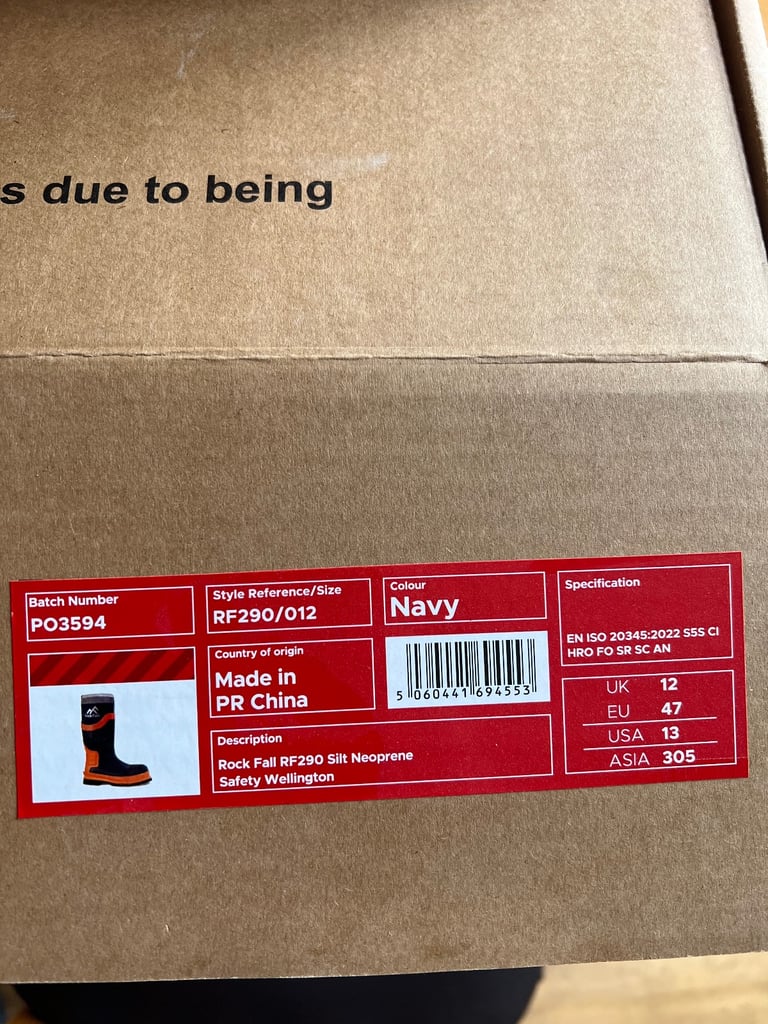 s due to being
Batch Number
PO3594
Style Reference/Size
RF290/012
Colour
Navy
Specification
EN ISO 20345:2022 S5S CI
HRO FO SR SC AN
Country of origin
Made in
PR China
5 060441 694553
UK 12
EU 47
USA 13
ASIA 305
Description
Rock Fall RF290 Silt Neoprene
Safety Wellington